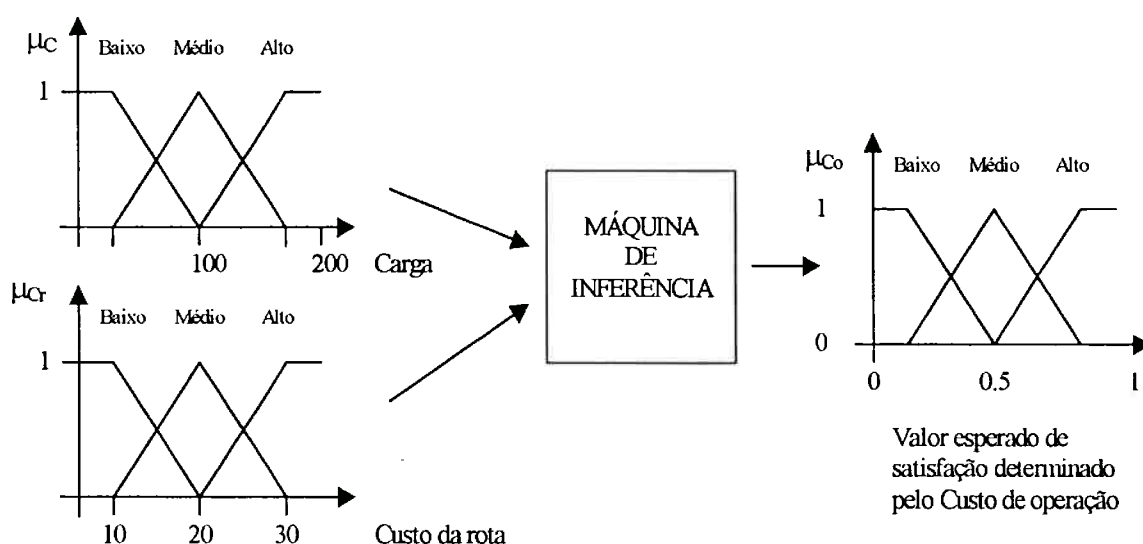 μC
Baixo Médio Alto
1
100 200 Carga
μCr
Baixo Médio Alto
1
10 20 30 Custo da rota
MÁQUINA
DE
INFERÊNCIA
μCo
Baixo Médio Alto
1
0
0 0.5 1
Valor esperado de
satisfação determinado
pelo Custo de operação